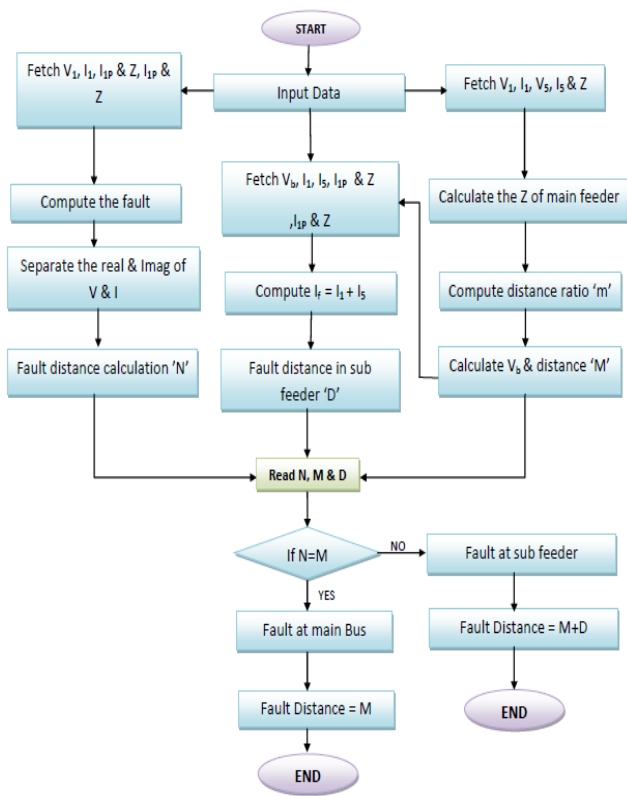 START
Input Data
Fetch V₁, I₁, I₁ₚ & Z, I₁ₚ &
Z
Compute the fault
Separate the real & Imag of
V & I
Fault distance calculation 'N'
Fetch V_b, I₁, I₅, I₁ₚ & Z
,I₁ₚ & Z
Compute I_f = I₁ + I₅
Fault distance in sub
feeder 'D'
Fetch V₁, I₁, V₅, I₅ & Z
Calculate the Z of main feeder
Compute distance ratio 'm'
Calculate V_b & distance 'M'
Read N, M & D
If N=M
NO
YES
Fault at main Bus
Fault Distance = M
END
Fault at sub feeder
Fault Distance = M+D
END